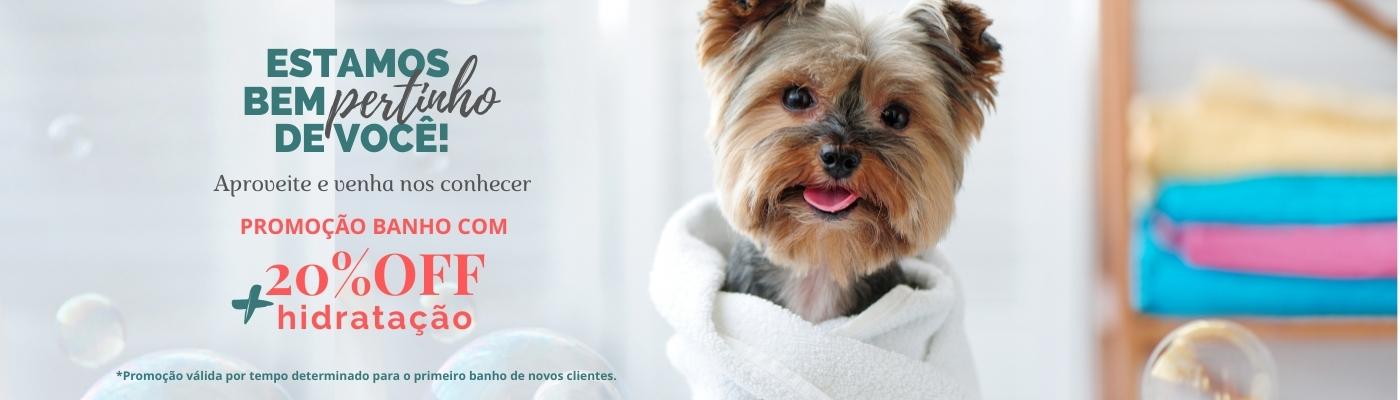 ESTAMOS
BEM pertinho
DE VOCÊ!
Aproveite e venha nos conhecer
PROMOÇÃO BANHO COM
20%OFF
+hidratação
*Promoção válida por tempo determinado para o primeiro banho de novos clientes.